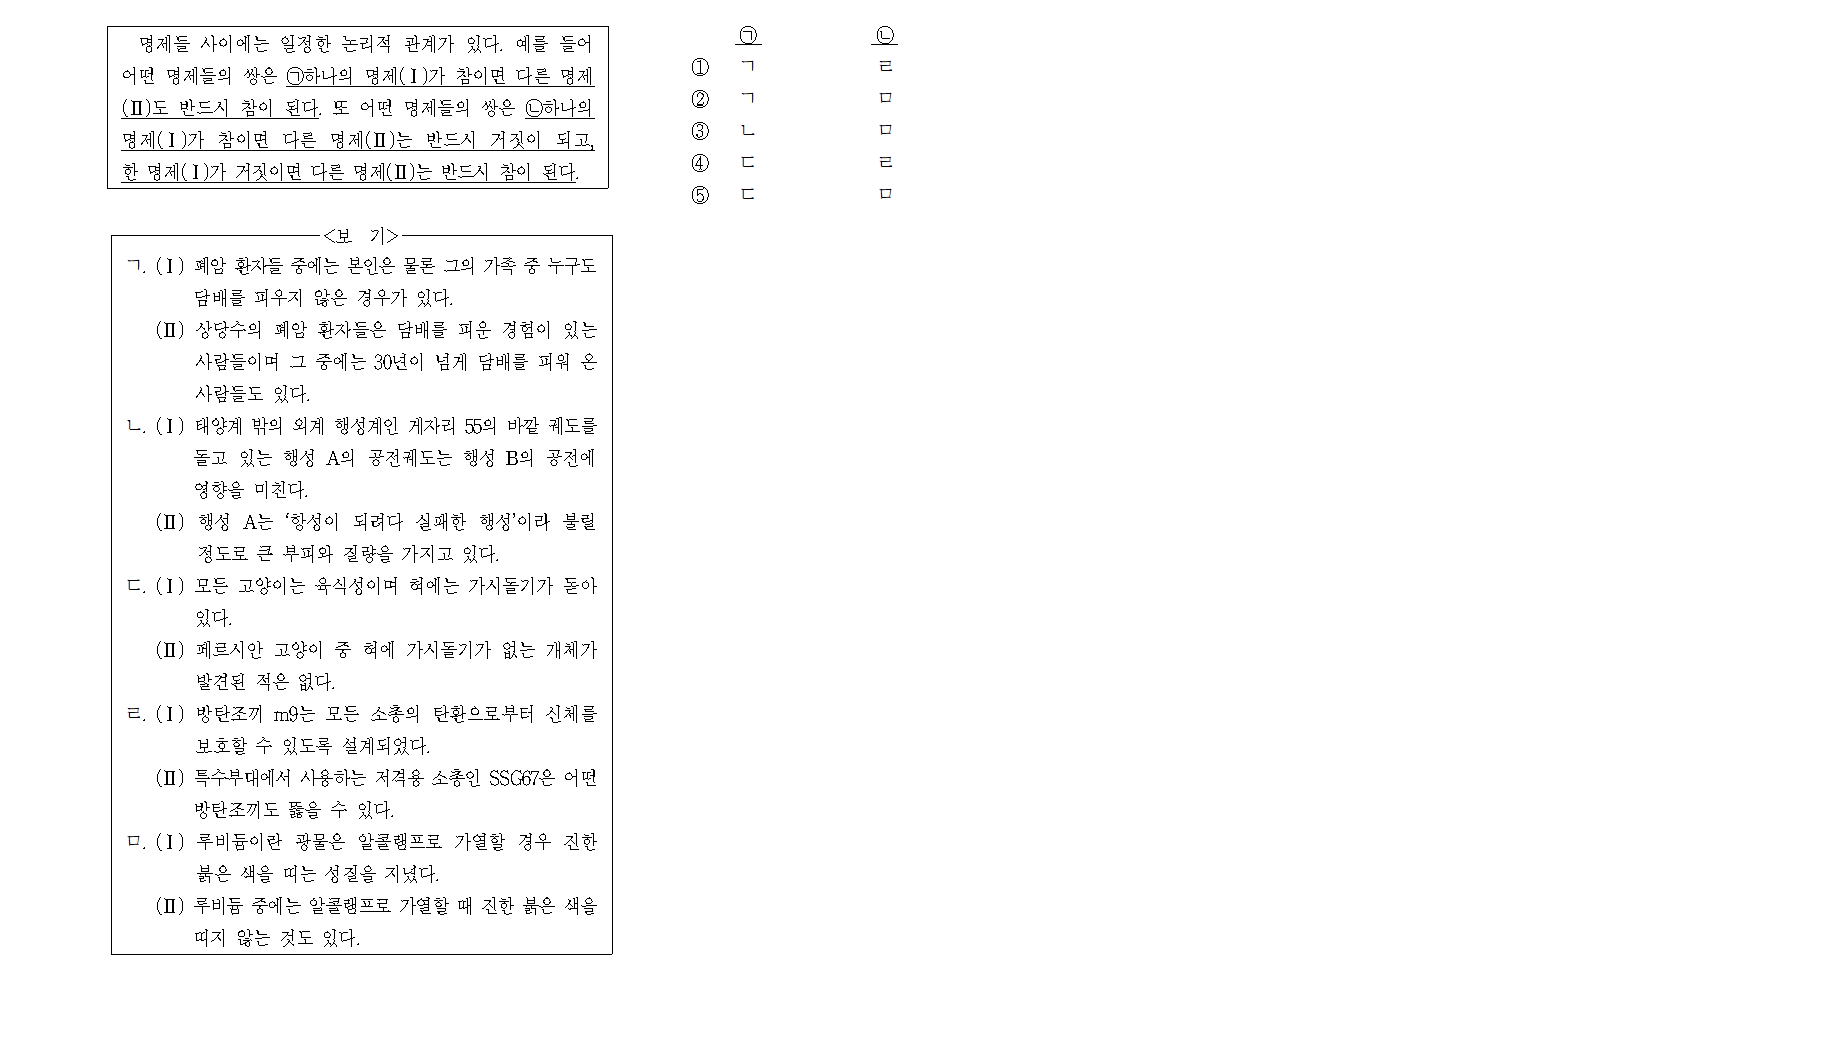 명제들 사이에는 일정한 논리적 관계가 있다. 예를 들어
어떤 명제들의 쌍은 ㉠하나의 명제(Ⅰ)가 참이면 다른 명제
(Ⅱ)도 반드시 참이 된다. 또 어떤 명제들의 쌍은 ㉡하나의
명제(Ⅰ)가 참이면 다른 명제(Ⅱ)는 반드시 거짓이 되고,
한 명제(Ⅰ)가 거짓이면 다른 명제(Ⅱ)는 반드시 참이 된다.
<보 기>
ㄱ. (Ⅰ) 폐암 환자들 중에는 본인은 물론 그의 가족 중 누구도
담배를 피우지 않은 경우가 있다.
(Ⅱ) 상당수의 폐암 환자들은 담배를 피운 경험이 있는
사람들이며 그 중에는 30년이 넘게 담배를 피워 온
사람들도 있다.
ㄴ. (Ⅰ) 태양계 밖의 외계 행성계인 게자리 55의 바깥 궤도를
돌고 있는 행성 A의 공전궤도는 행성 B의 공전에
영향을 미친다.
(Ⅱ) 행성 A는 ‘항성이 되려다 실패한 행성’이라 불릴
정도로 큰 부피와 질량을 가지고 있다.
ㄷ. (Ⅰ) 모든 고양이는 육식성이며 혀에는 가시돌기가 돋아
있다.
(Ⅱ) 페르시안 고양이 중 혀에 가시돌기가 없는 개체가
발견된 적은 없다.
ㄹ. (Ⅰ) 방탄조끼 m9는 모든 소총의 탄환으로부터 신체를
보호할 수 있도록 설계되었다.
(Ⅱ) 특수부대에서 사용하는 저격용 소총인 SSG67은 어떤
방탄조끼도 뚫을 수 있다.
ㅁ. (Ⅰ) 루비듐이란 광물은 알콜램프로 가열할 경우 진한
붉은 색을 띠는 성질을 지녔다.
(Ⅱ) 루비듐 중에는 알콜램프로 가열할 때 진한 붉은 색을
띠지 않는 것도 있다.
㉠ ㉡
① ㄱ ㄹ
② ㄱ ㅁ
③ ㄴ ㅁ
④ ㄷ ㄹ
⑤ ㄷ ㅁ